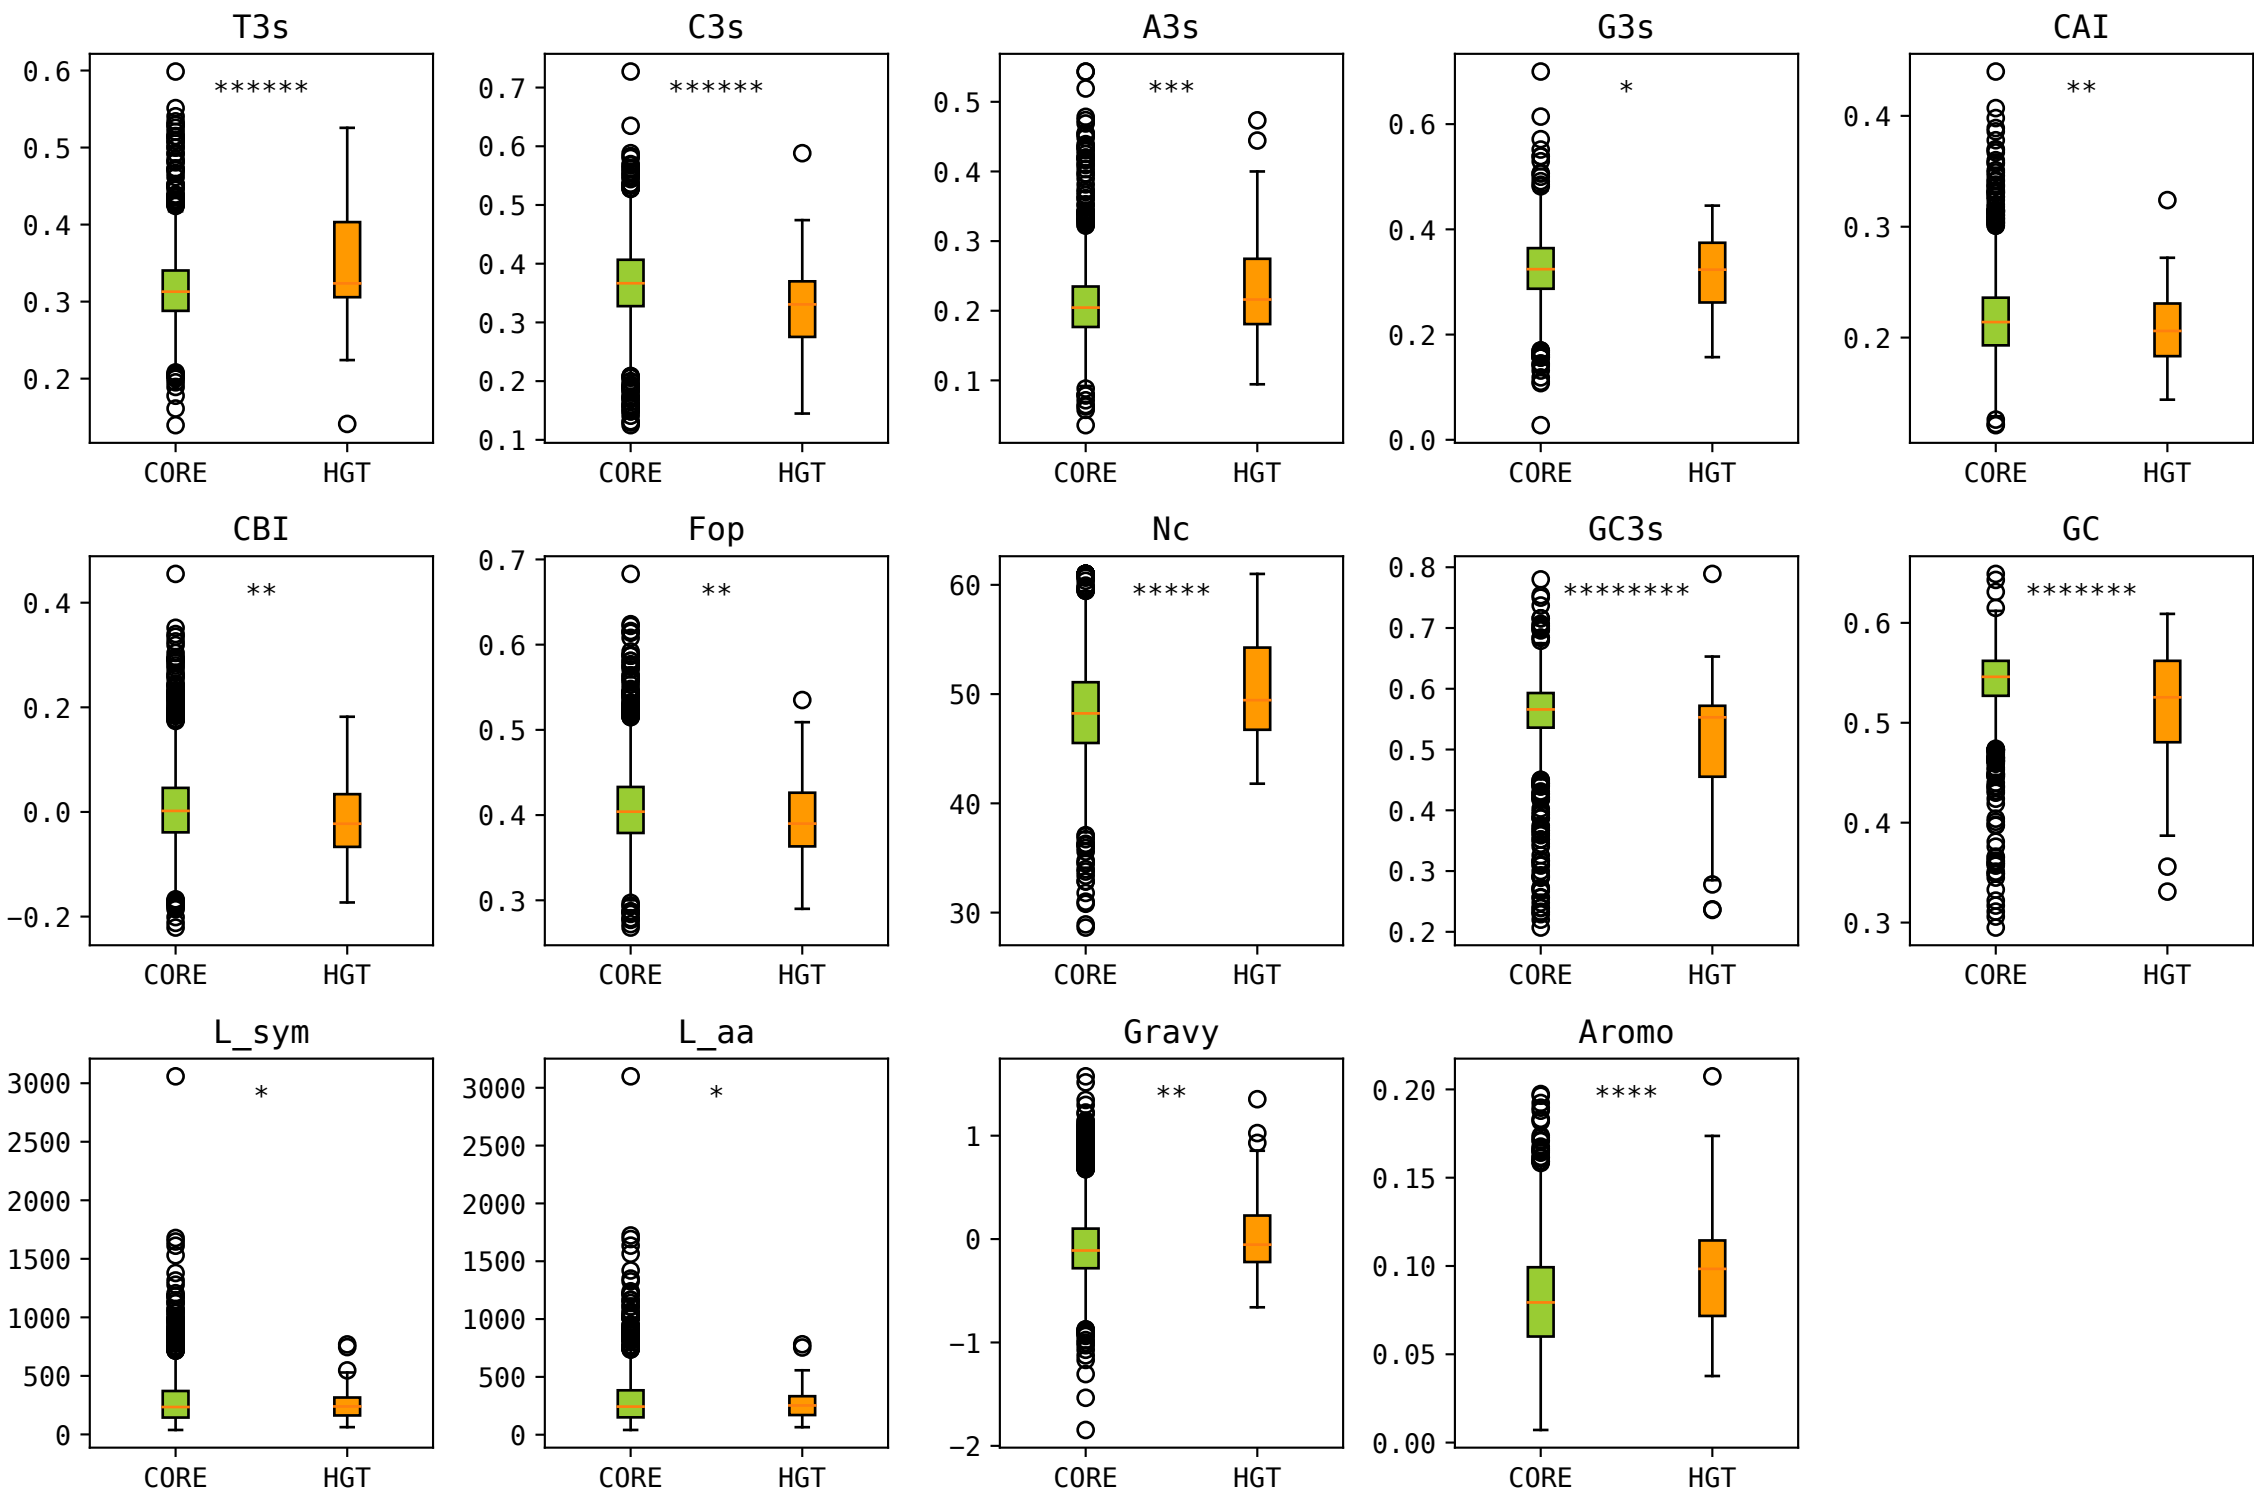 T3s C3s A3s G3s CAI
****** ****** *** * **
0.6 0.5 0.4 0.3 0.2
0.7 0.6 0.5 0.4 0.3 0.2 0.1
0.5 0.4 0.3 0.2 0.1
0.6 0.4 0.2 0.0
0.4 0.3 0.2
CORE HGT CORE HGT CORE HGT CORE HGT CORE HGT
CBI Fop Nc GC3s GC
** ** ***** ******** *******
0.4 0.2 0.0 −0.2
0.7 0.6 0.5 0.4 0.3
60 50 40 30
0.8 0.7 0.6 0.5 0.4 0.3 0.2
0.6 0.5 0.4 0.3
CORE HGT CORE HGT CORE HGT CORE HGT CORE HGT
L_sym L_aa Gravy Aromo
* * ** ****
3000 2500 2000 1500 1000 500 0
3000 2500 2000 1500 1000 500 0
1 0 −1 −2
0.20 0.15 0.10 0.05 0.00
CORE HGT CORE HGT CORE HGT CORE HGT